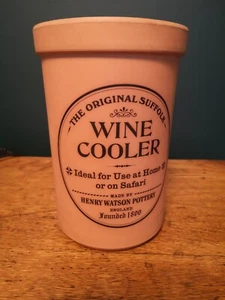 THE ORIGINAL SUFFOLK
WINE
COOLER
Ideal for Use at Home
or on Safari
MADE BY
HENRY WATSON POTTERY
ENGLAND
Founded 1800